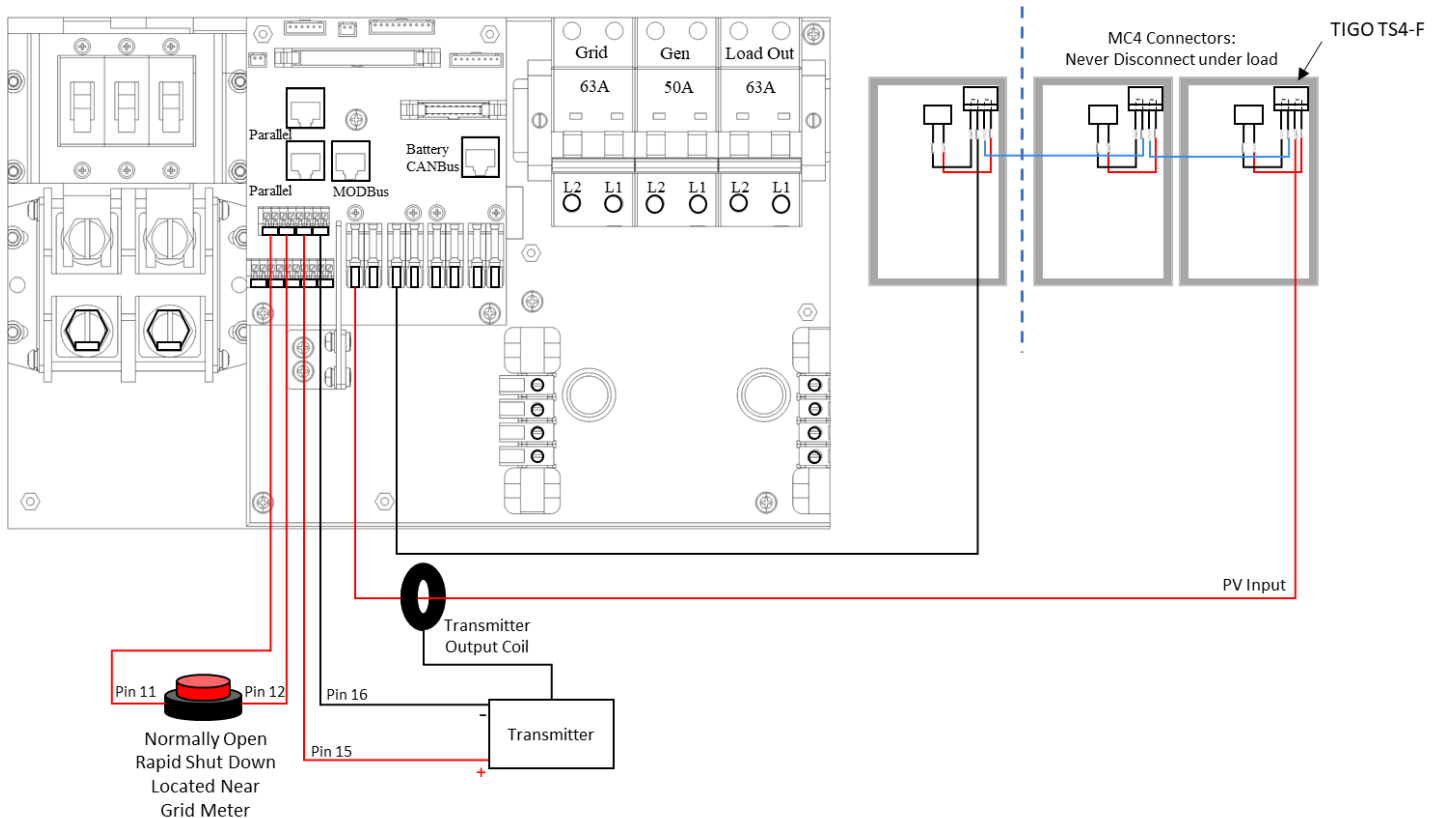 Grid
Gen
Load Out
63A
50A
63A
L2
L1
L2
L1
L2
L1
Parallel
Parallel
MODBus
Battery
CANBus
MC4 Connectors:
Never Disconnect under load
TIGO TS4-F
PV Input
Transmitter
Output Coil
Pin 11
Pin 12
Pin 16
Pin 15
-
+
Transmitter
Normally Open
Rapid Shut Down
Located Near
Grid Meter